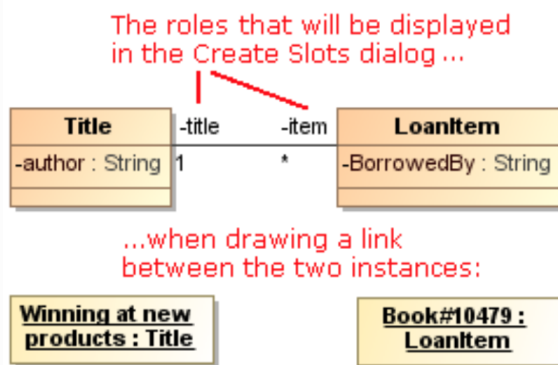 The roles that will be displayed
in the Create Slots dialog ...
Title
-title
-item
LoanItem
-author : String
1
*
-BorrowedBy : String
...when drawing a link
between the two instances:
Winning at new
products : Title
Book#10479 :
LoanItem